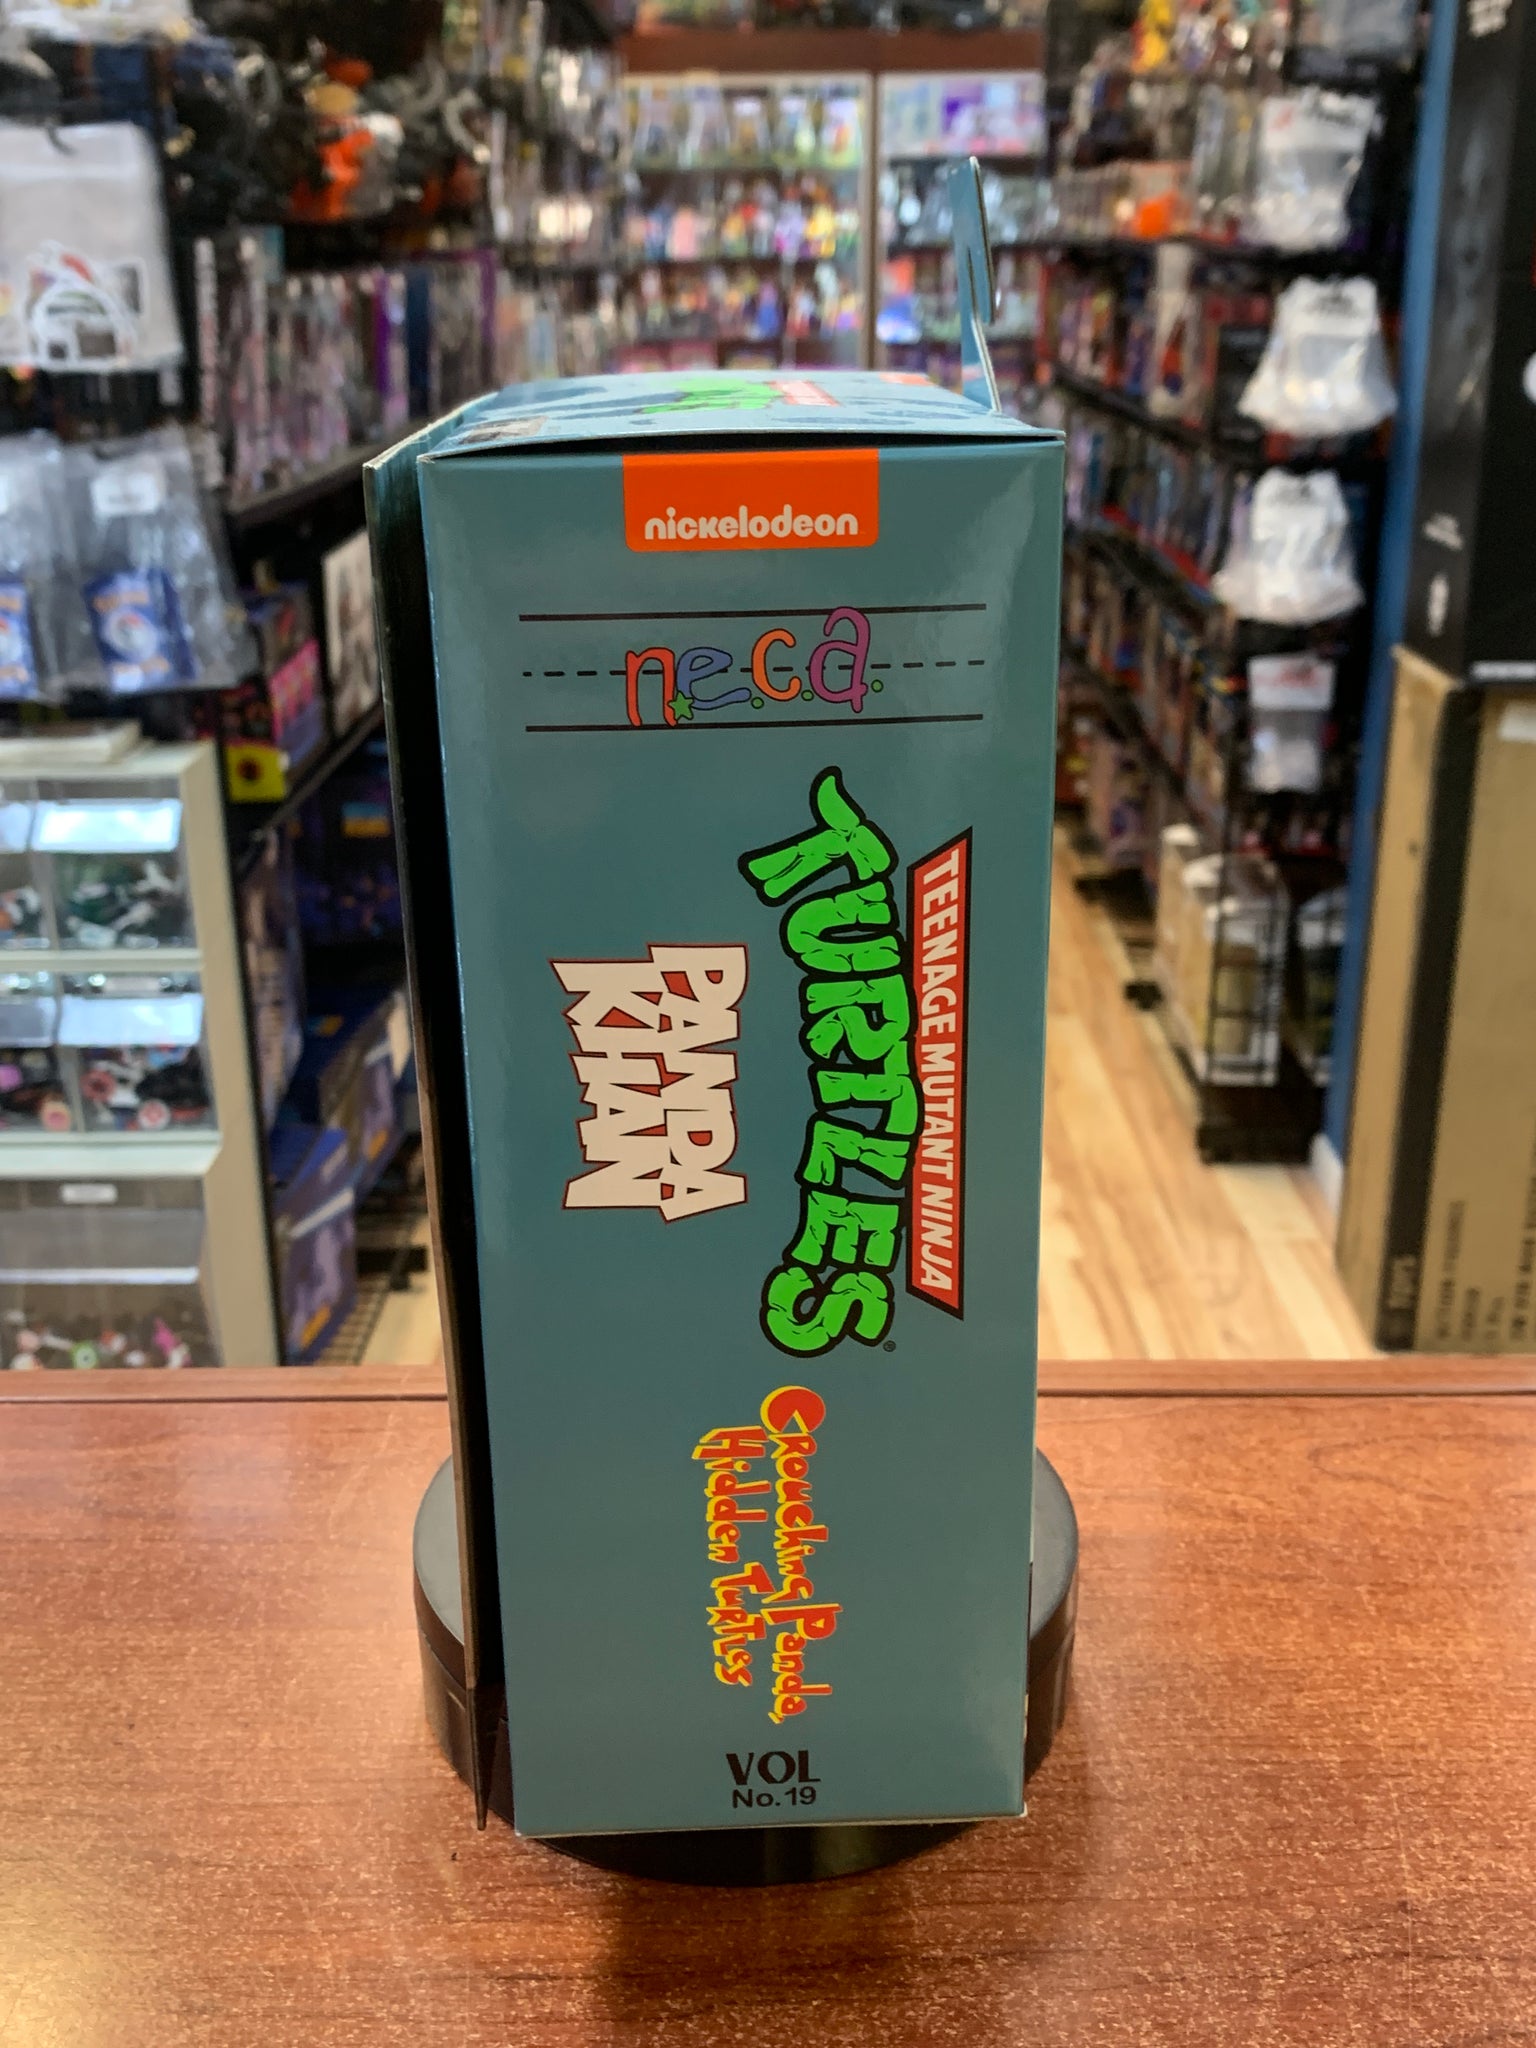 nickelodeon
n.e.c.a.
TEENAGE MUTANT NINJA
TURTLES®
PANDA
KHAN
Crouching Panda,
Hidden Turtles
VOL
No.19